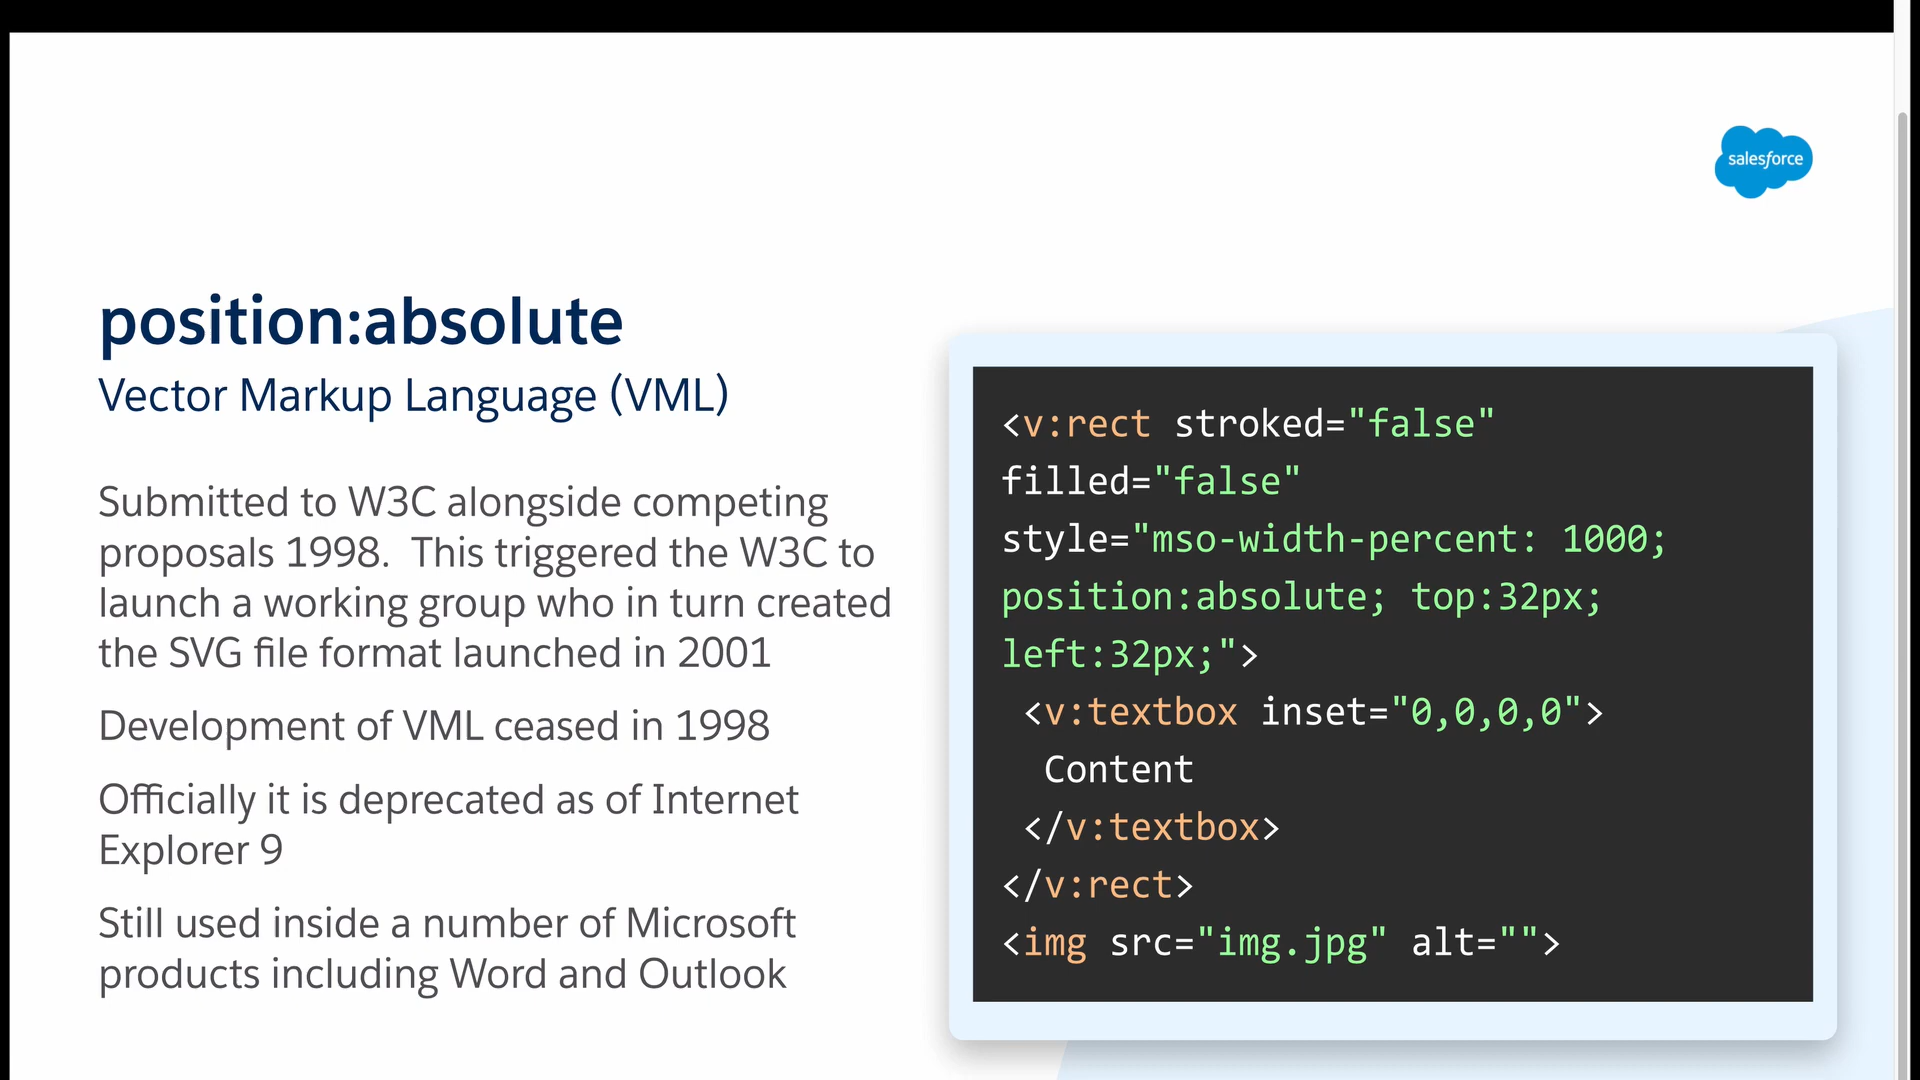 salesforce
position:absolute
Vector Markup Language (VML)
Submitted to W3C alongside competing
proposals 1998.  This triggered the W3C to
launch a working group who in turn created
the SVG file format launched in 2001
Development of VML ceased in 1998
Officially it is deprecated as of Internet
Explorer 9
Still used inside a number of Microsoft
products including Word and Outlook
<v:rect stroked="false"
filled="false"
style="mso-width-percent: 1000;
position:absolute; top:32px;
left:32px;">
 <v:textbox inset="0,0,0,0">
  Content
 </v:textbox>
</v:rect>
<img src="img.jpg" alt="">